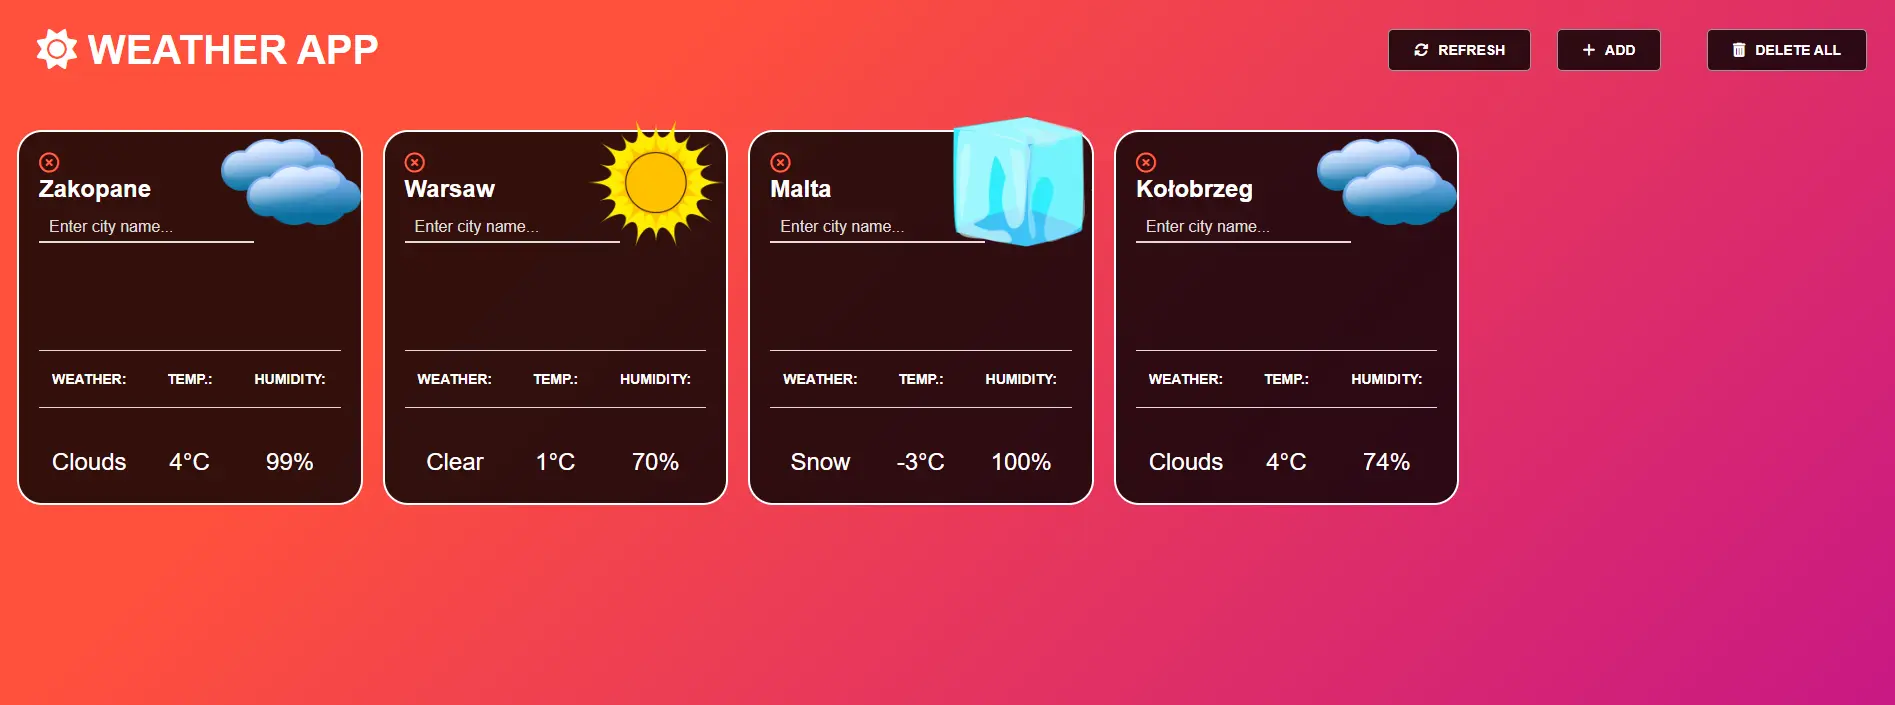 WEATHER APP
REFRESH
ADD
DELETE ALL
Zakopane
Enter city name...
WEATHER: TEMP.: HUMIDITY:
Clouds 4°C 99%
Warsaw
Enter city name...
WEATHER: TEMP.: HUMIDITY:
Clear 1°C 70%
Malta
Enter city name...
WEATHER: TEMP.: HUMIDITY:
Snow -3°C 100%
Kołobrzeg
Enter city name...
WEATHER: TEMP.: HUMIDITY:
Clouds 4°C 74%